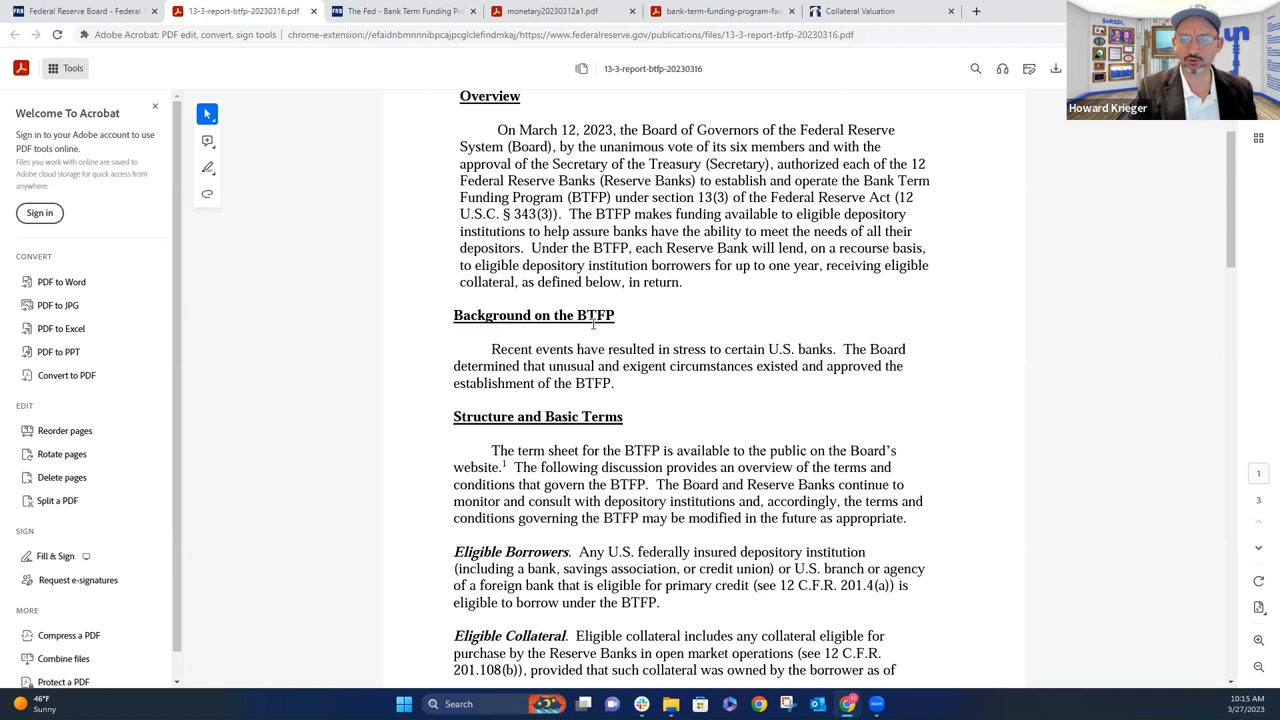 Federal Reserve Board - Federal
13-3-report-btfp-20230316.pdf
The Fed - Bank Term Funding Pro
monetary20230312a1.pdf
bank-term-funding-program-faq
Collateral Valuation
Adobe Acrobat: PDF edit, convert, sign tools
Tools
13-3-report-btfp-20230316
Howard Krieger
Welcome To Acrobat
Sign in to your Adobe account to use
PDF tools online.
Files you work with online are saved to
Adobe cloud storage for quick access from
anywhere.
Sign in
CONVERT
PDF to Word
PDF to JPG
PDF to Excel
PDF to PPT
Convert to PDF
EDIT
Reorder pages
Rotate pages
Delete pages
Split a PDF
SIGN
Fill & Sign
Request e-signatures
MORE
Compress a PDF
Combine files
Protect a PDF
Overview
On March 12, 2023, the Board of Governors of the Federal Reserve
System (Board), by the unanimous vote of its six members and with the
approval of the Secretary of the Treasury (Secretary), authorized each of the 12
Federal Reserve Banks (Reserve Banks) to establish and operate the Bank Term
Funding Program (BTFP) under section 13(3) of the Federal Reserve Act (12
U.S.C. § 343(3)). The BTFP makes funding available to eligible depository
institutions to help assure banks have the ability to meet the needs of all their
depositors. Under the BTFP, each Reserve Bank will lend, on a recourse basis,
to eligible depository institution borrowers for up to one year, receiving eligible
collateral, as defined below, in return.
Background on the BTFP
Recent events have resulted in stress to certain U.S. banks. The Board
determined that unusual and exigent circumstances existed and approved the
establishment of the BTFP.
Structure and Basic Terms
The term sheet for the BTFP is available to the public on the Board's
website.1 The following discussion provides an overview of the terms and
conditions that govern the BTFP. The Board and Reserve Banks continue to
monitor and consult with depository institutions and, accordingly, the terms and
conditions governing the BTFP may be modified in the future as appropriate.
Eligible Borrowers. Any U.S. federally insured depository institution
(including a bank, savings association, or credit union) or U.S. branch or agency
of a foreign bank that is eligible for primary credit (see 12 C.F.R. 201.4(a)) is
eligible to borrow under the BTFP.
Eligible Collateral. Eligible collateral includes any collateral eligible for
purchase by the Reserve Banks in open market operations (see 12 C.F.R.
201.108(b)), provided that such collateral was owned by the borrower as of
1
3
46°F
Sunny
Search
10:15 AM
3/27/2023